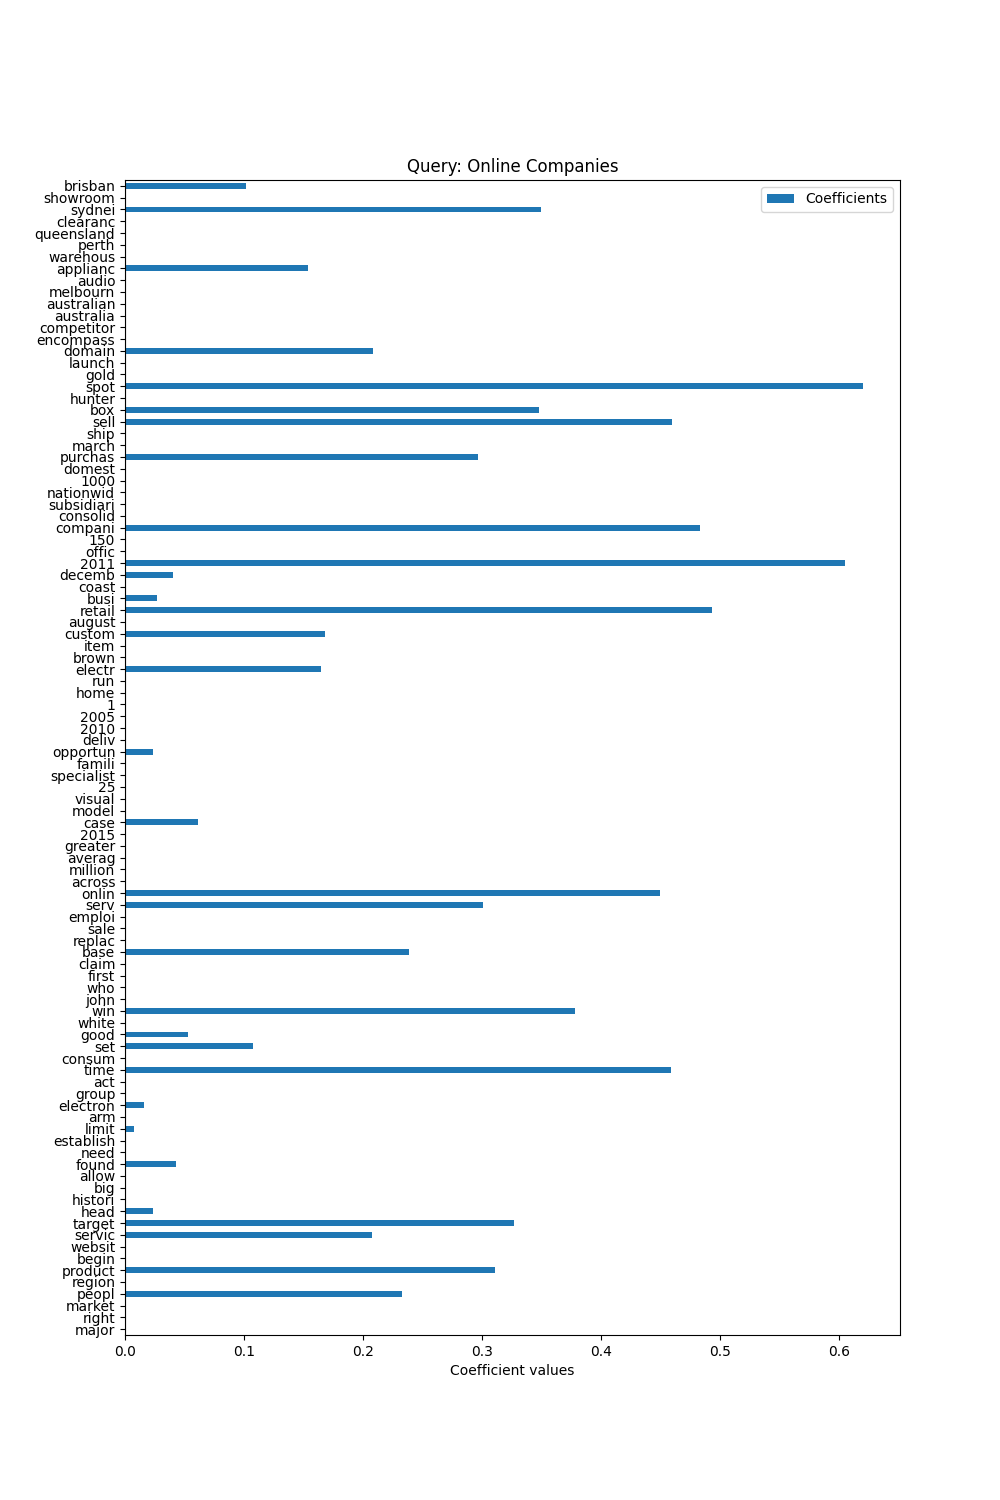 Query: Online Companies
Coefficients
brisban
showroom
sydnei
clearanc
queensland
perth
warehous
applianc
audio
melbourn
australian
australia
competitor
encompass
domain
launch
gold
spot
hunter
box
sell
ship
march
purchas
domest
1000
nationwid
subsidiari
consolid
compani
150
offic
2011
decemb
coast
busi
retail
august
custom
item
brown
electr
run
home
1
2005
2010
deliv
opportun
famili
specialist
25
visual
model
case
2015
greater
averag
million
across
onlin
serv
emploi
sale
replac
base
claim
first
who
john
win
white
good
set
consum
time
act
group
electron
arm
limit
establish
need
found
allow
big
histori
head
target
servic
websit
begin
product
region
peopl
market
right
major
0.0 0.1 0.2 0.3 0.4 0.5 0.6
Coefficient values